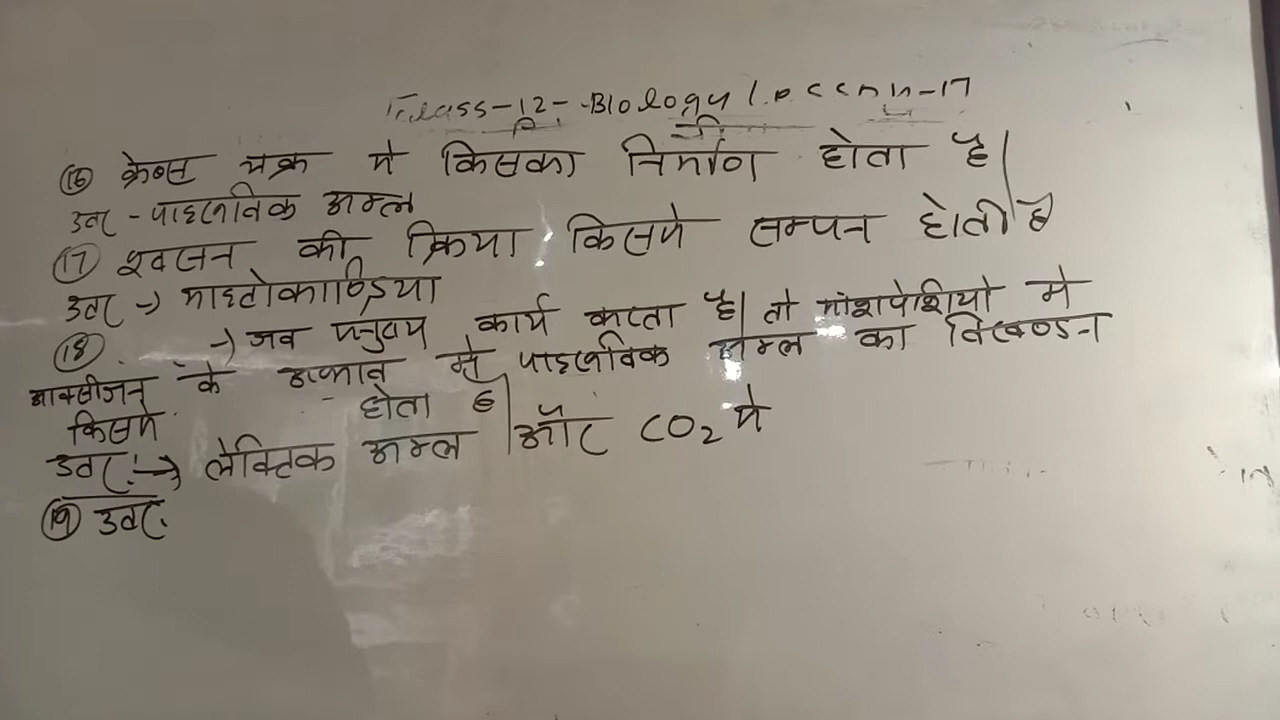 Class-12-Biology Lesson-17
(16) क्रेब्स चक्र मे किसका निर्माण होता है।
उत्तर - पाइरुविक अम्ल
(17) श्वसन की क्रिया किसमे सम्पन होती है
उत्तर → माइटोकाण्ड्रिया
(18) → जब मनुष्य कार्य करता है। तो मांशपेशियो मे
आक्सीजन के अभाव मे पाइरुविक अम्ल का विखण्डन
किसमे होता है।
उत्तर:→ लेक्टिक अम्ल और CO2 मे
(19) उत्तर: